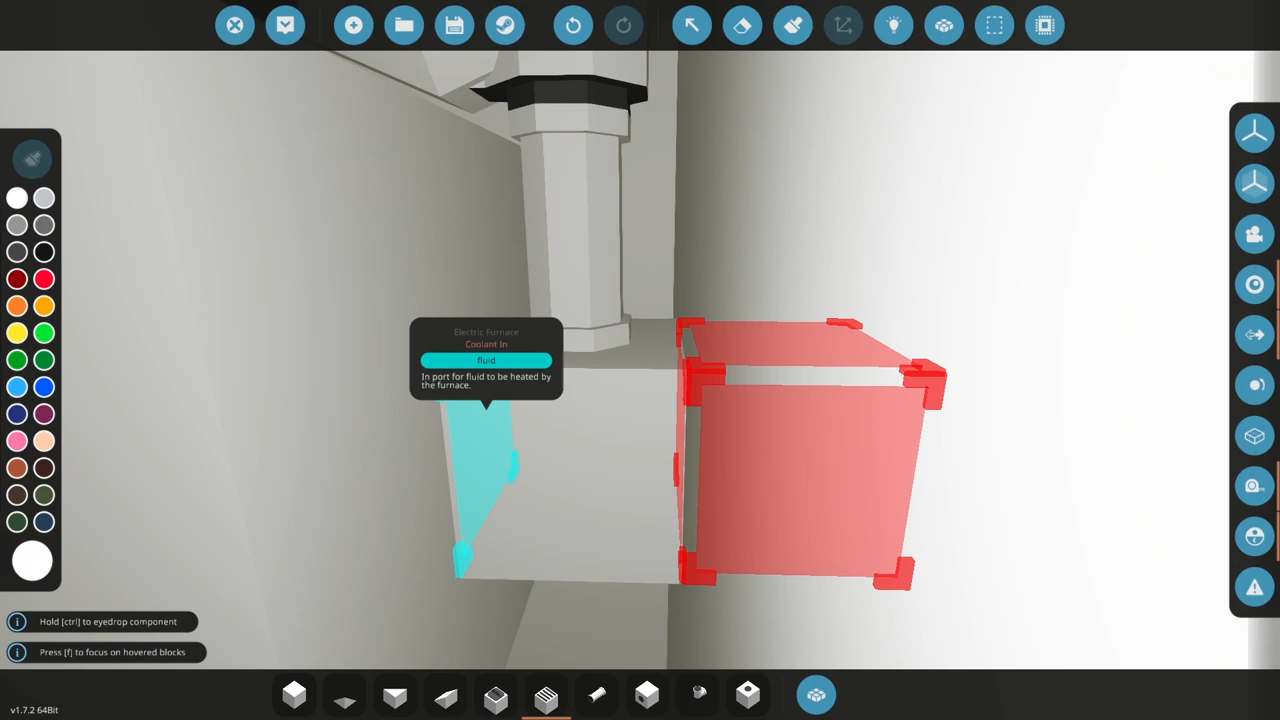 Electric Furnace
Coolant In
fluid
In port for fluid to be heated by
the furnace.
Hold [ctrl] to eyedrop component
Press [f] to focus on hovered blocks
v1.7.2 64Bit